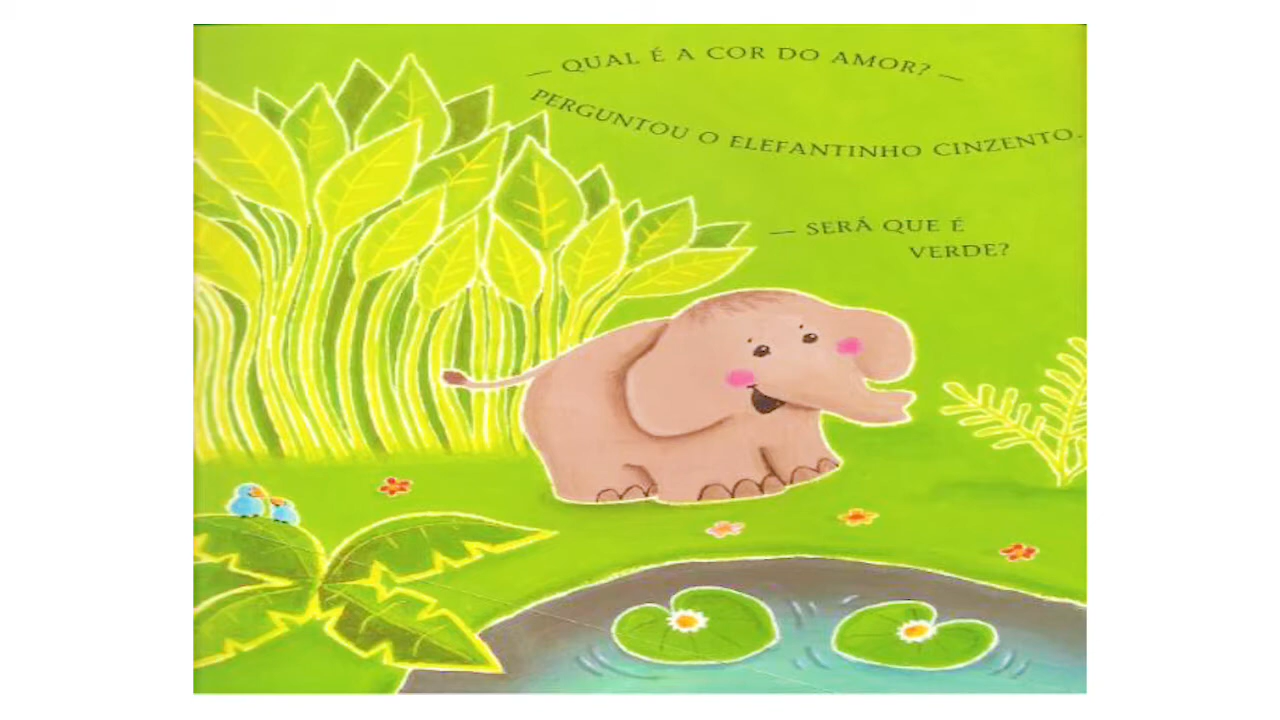 — QUAL É A COR DO AMOR? —
PERGUNTOU O ELEFANTINHO CINZENTO.
— SERÁ QUE É
VERDE?